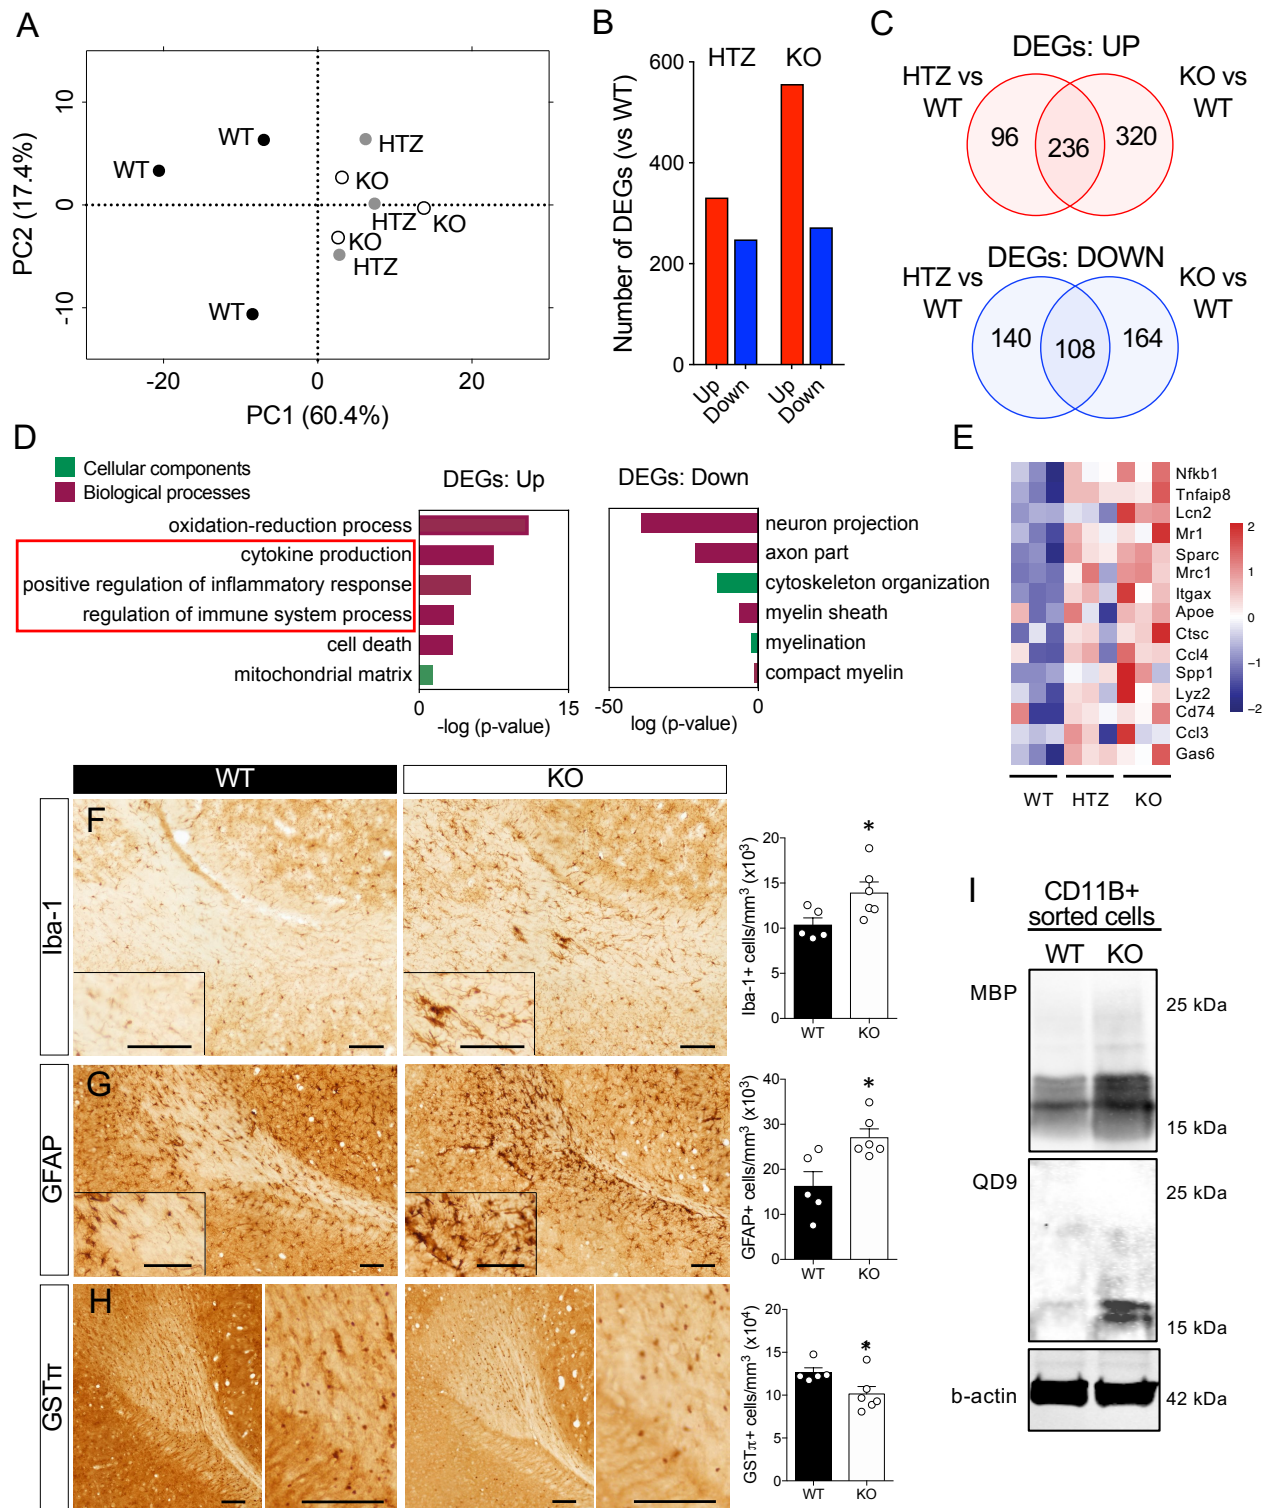 A
PC2 (17.4%)
10
0
-10
WT
WT
WT
HTZ
KO
HTZ
KO
KO
HTZ
-20
0
20
PC1 (60.4%)
B
HTZ
KO
Number of DEGs (vs WT)
600
400
200
0
Up
Down
Up
Down
C
DEGs: UP
HTZ vs
WT
KO vs
WT
96
236
320
DEGs: DOWN
HTZ vs
WT
KO vs
WT
140
108
164
D
Cellular components
Biological processes
DEGs: Up
oxidation-reduction process
cytokine production
positive regulation of inflammatory response
regulation of immune system process
cell death
mitochondrial matrix
0
15
-log (p-value)
DEGs: Down
neuron projection
axon part
cytoskeleton organization
myelin sheath
myelination
compact myelin
-50
0
log (p-value)
E
Nfkb1
Tnfaip8
Lcn2
Mr1
Sparc
Mrc1
Itgax
Apoe
Ctsc
Ccl4
Spp1
Lyz2
Cd74
Ccl3
Gas6
2
1
0
−1
−2
WT
HTZ
KO
WT
KO
Iba-1
F
Iba-1+ cells/mm³ (x10³)
20
15
10
5
0
*
WT
KO
GFAP
G
GFAP+ cells/mm³ (x10³)
40
30
20
10
0
*
WT
KO
GSTπ
H
GSTπ+ cells/mm³ (x10⁴)
20
15
10
5
0
*
WT
KO
I
CD11B+
sorted cells
WT
KO
MBP
25 kDa
15 kDa
QD9
25 kDa
15 kDa
b-actin
42 kDa